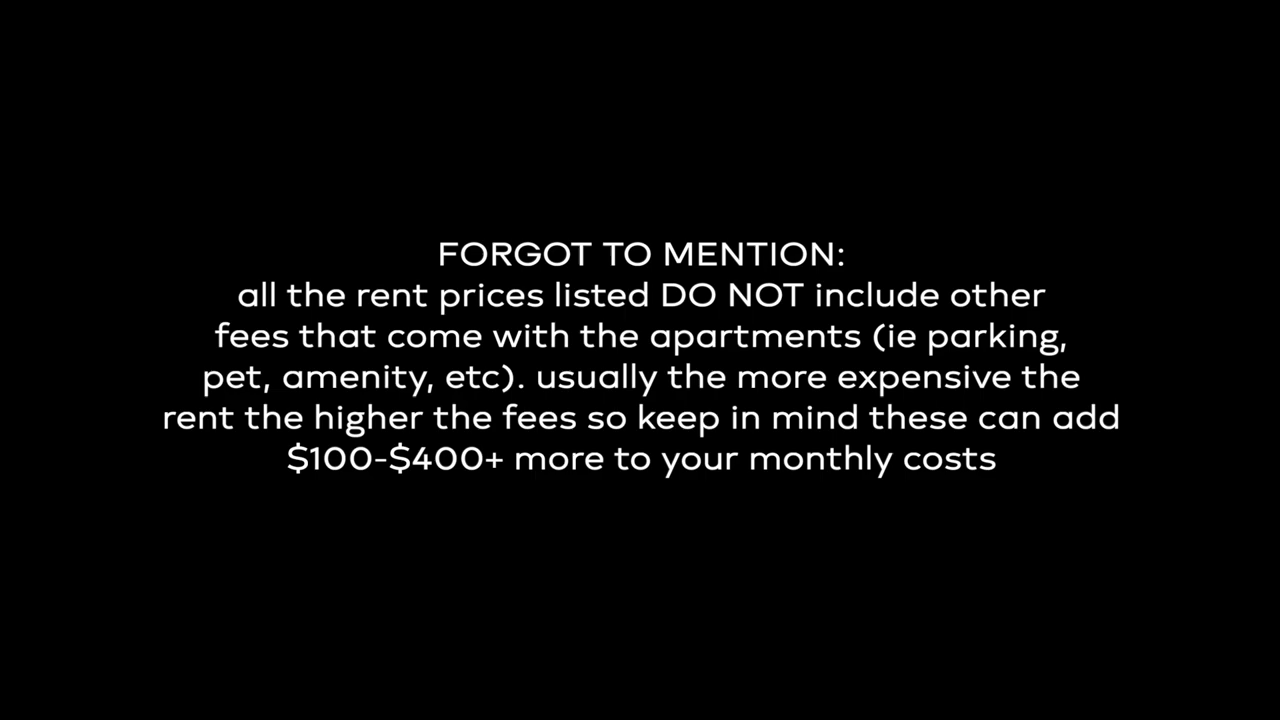 FORGOT TO MENTION:
all the rent prices listed DO NOT include other
fees that come with the apartments (ie parking,
pet, amenity, etc). usually the more expensive the
rent the higher the fees so keep in mind these can add
$100-$400+ more to your monthly costs